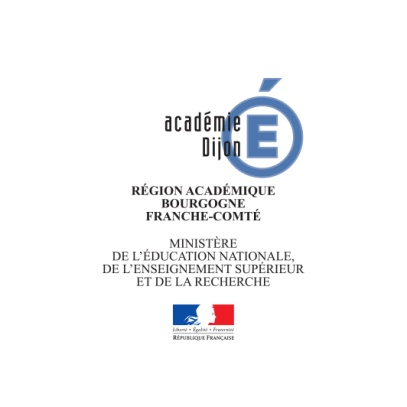 académie
Dijon
É
RÉGION ACADÉMIQUE
BOURGOGNE
FRANCHE-COMTÉ
MINISTÈRE
DE L'ÉDUCATION NATIONALE,
DE L'ENSEIGNEMENT SUPÉRIEUR
ET DE LA RECHERCHE
Liberté • Égalité • Fraternité
RÉPUBLIQUE FRANÇAISE